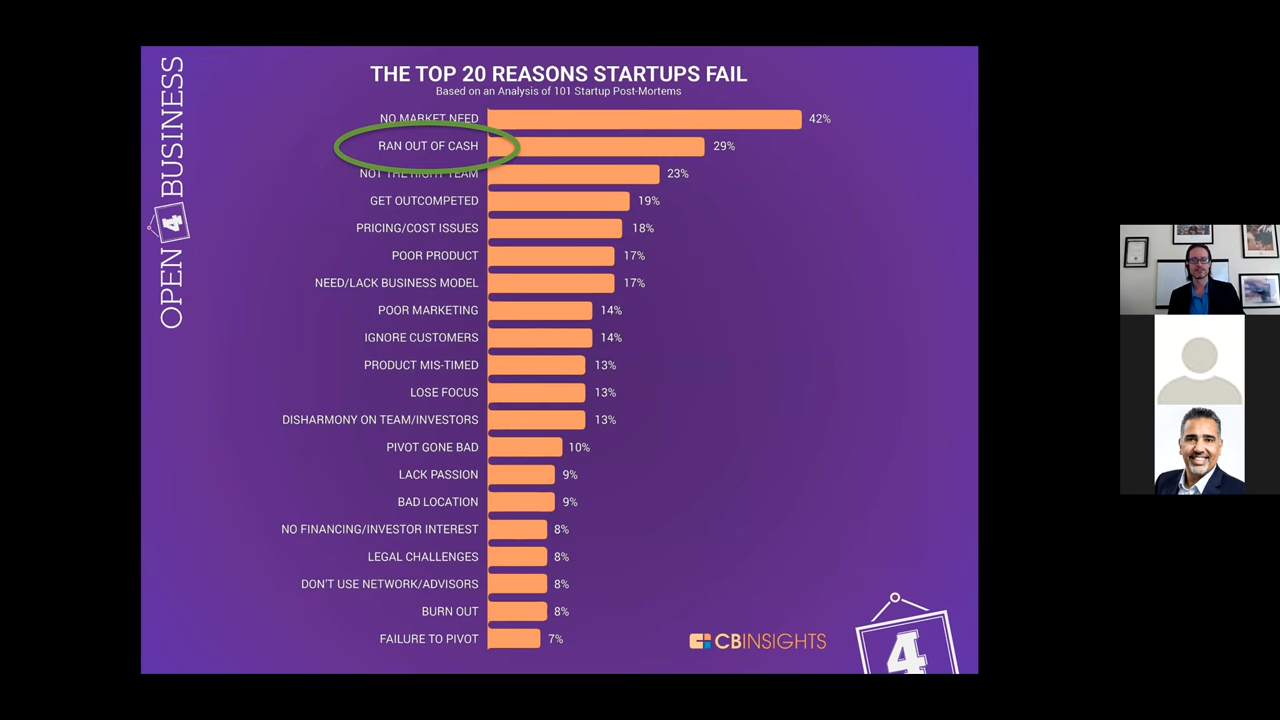 THE TOP 20 REASONS STARTUPS FAIL
Based on an Analysis of 101 Startup Post-Mortems
OPEN 4 BUSINESS
NO MARKET NEED 42%
RAN OUT OF CASH 29%
NOT THE RIGHT TEAM 23%
GET OUTCOMPETED 19%
PRICING/COST ISSUES 18%
POOR PRODUCT 17%
NEED/LACK BUSINESS MODEL 17%
POOR MARKETING 14%
IGNORE CUSTOMERS 14%
PRODUCT MIS-TIMED 13%
LOSE FOCUS 13%
DISHARMONY ON TEAM/INVESTORS 13%
PIVOT GONE BAD 10%
LACK PASSION 9%
BAD LOCATION 9%
NO FINANCING/INVESTOR INTEREST 8%
LEGAL CHALLENGES 8%
DON'T USE NETWORK/ADVISORS 8%
BURN OUT 8%
FAILURE TO PIVOT 7%
CBINSIGHTS
4